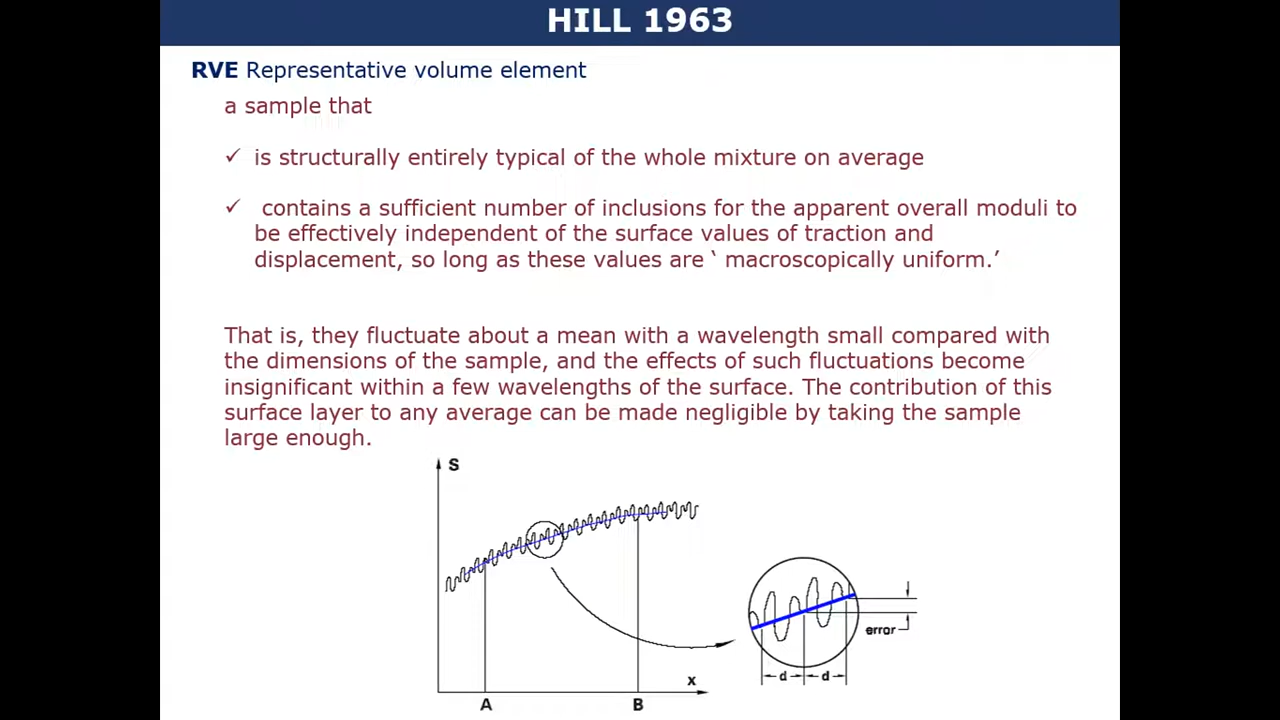 HILL 1963
RVE Representative volume element
a sample that
✓ is structurally entirely typical of the whole mixture on average
✓ contains a sufficient number of inclusions for the apparent overall moduli to
be effectively independent of the surface values of traction and
displacement, so long as these values are ‘ macroscopically uniform.’
That is, they fluctuate about a mean with a wavelength small compared with
the dimensions of the sample, and the effects of such fluctuations become
insignificant within a few wavelengths of the surface. The contribution of this
surface layer to any average can be made negligible by taking the sample
large enough.
S
error
d d
x
A B